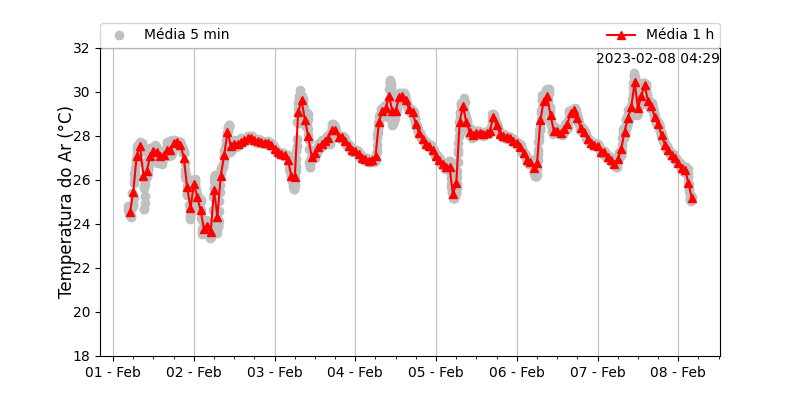 Média 5 min
Média 1 h
2023-02-08 04:29
Temperatura do Ar (°C)
32
30
28
26
24
22
20
18
01 - Feb
02 - Feb
03 - Feb
04 - Feb
05 - Feb
06 - Feb
07 - Feb
08 - Feb